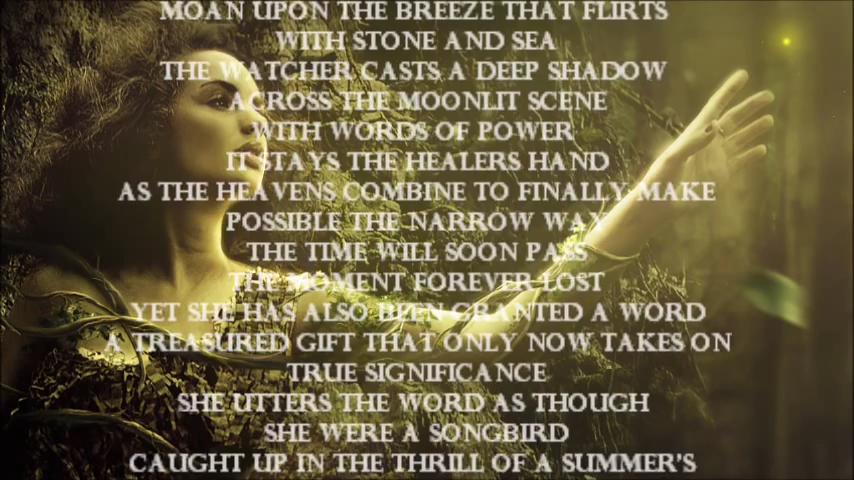 MOAN UPON THE BREEZE THAT FLIRTS
WITH STONE AND SEA
THE WATCHER CASTS A DEEP SHADOW
ACROSS THE MOONLIT SCENE
WITH WORDS OF POWER
IT STAYS THE HEALERS HAND
AS THE HEAVENS COMBINE TO FINALLY MAKE
POSSIBLE THE NARROW WAY
THE TIME WILL SOON PASS
THE MOMENT FOREVER LOST
YET SHE HAS ALSO BEEN GRANTED A WORD
A TREASURED GIFT THAT ONLY NOW TAKES ON
TRUE SIGNIFICANCE
SHE UTTERS THE WORD AS THOUGH
SHE WERE A SONGBIRD
CAUGHT UP IN THE THRILL OF A SUMMER'S